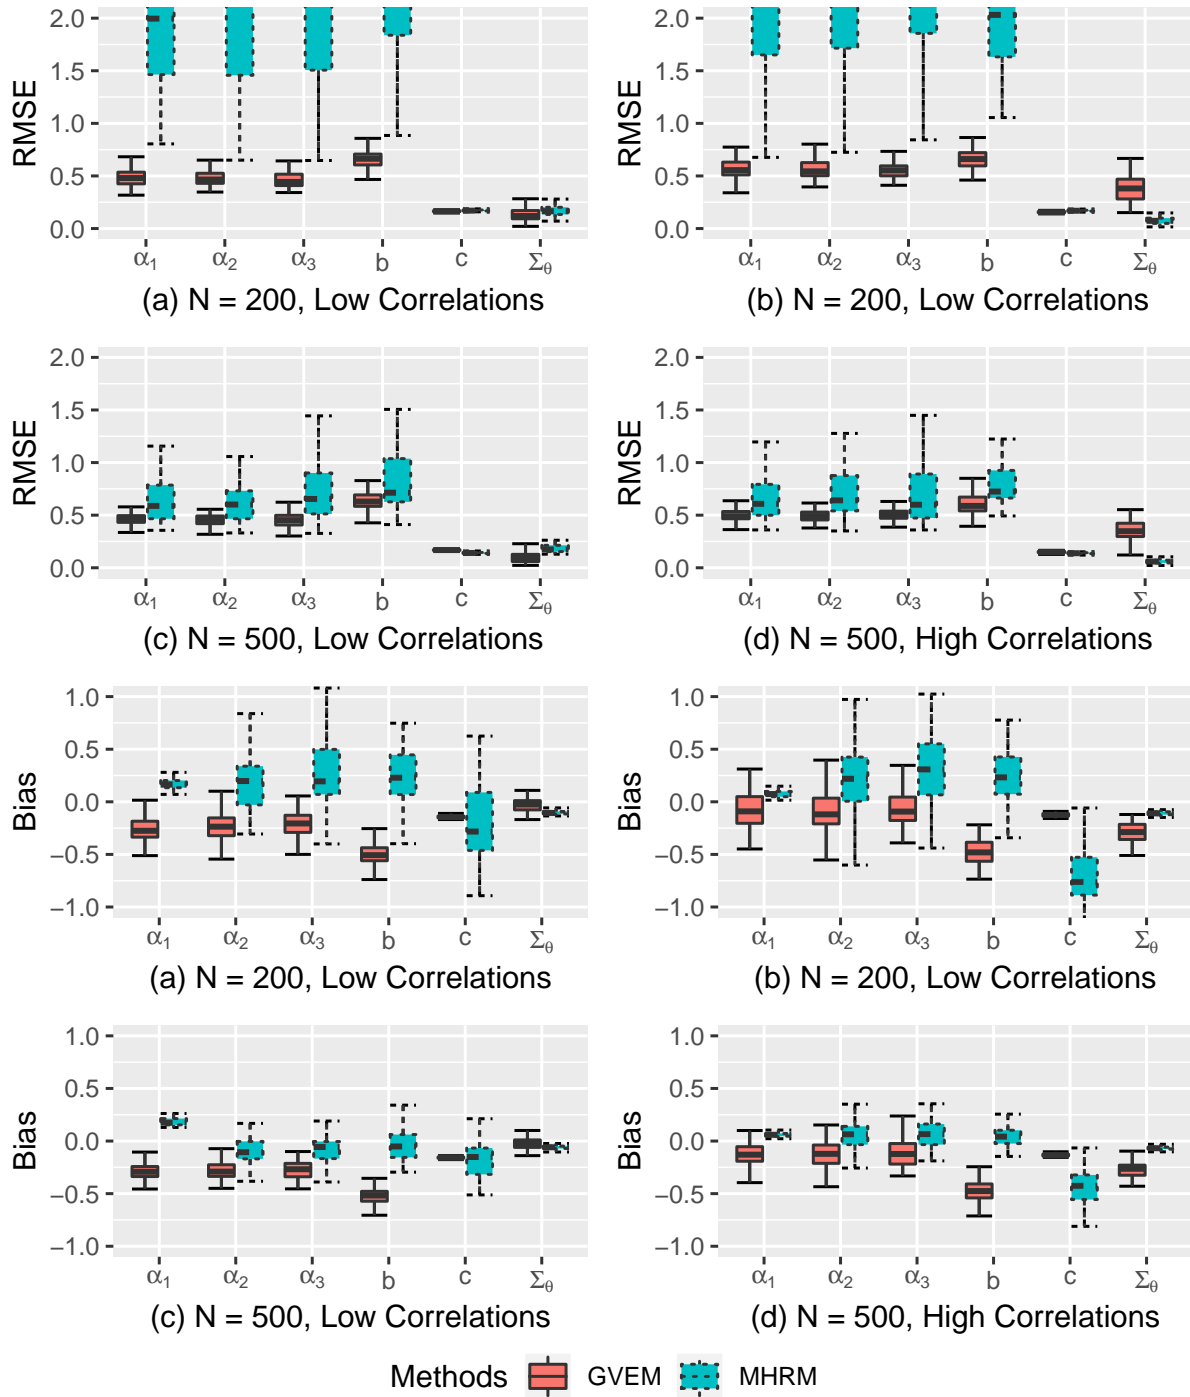 2.0
1.5
1.0
0.5
0.0
RMSE
α1 α2 α3 b c Σθ
(a) N = 200, Low Correlations
2.0
1.5
1.0
0.5
0.0
RMSE
α1 α2 α3 b c Σθ
(b) N = 200, Low Correlations
2.0
1.5
1.0
0.5
0.0
RMSE
α1 α2 α3 b c Σθ
(c) N = 500, Low Correlations
2.0
1.5
1.0
0.5
0.0
RMSE
α1 α2 α3 b c Σθ
(d) N = 500, High Correlations
1.0
0.5
0.0
−0.5
−1.0
Bias
α1 α2 α3 b c Σθ
(a) N = 200, Low Correlations
1.0
0.5
0.0
−0.5
−1.0
Bias
α1 α2 α3 b c Σθ
(b) N = 200, Low Correlations
1.0
0.5
0.0
−0.5
−1.0
Bias
α1 α2 α3 b c Σθ
(c) N = 500, Low Correlations
1.0
0.5
0.0
−0.5
−1.0
Bias
α1 α2 α3 b c Σθ
(d) N = 500, High Correlations
Methods GVEM MHRM